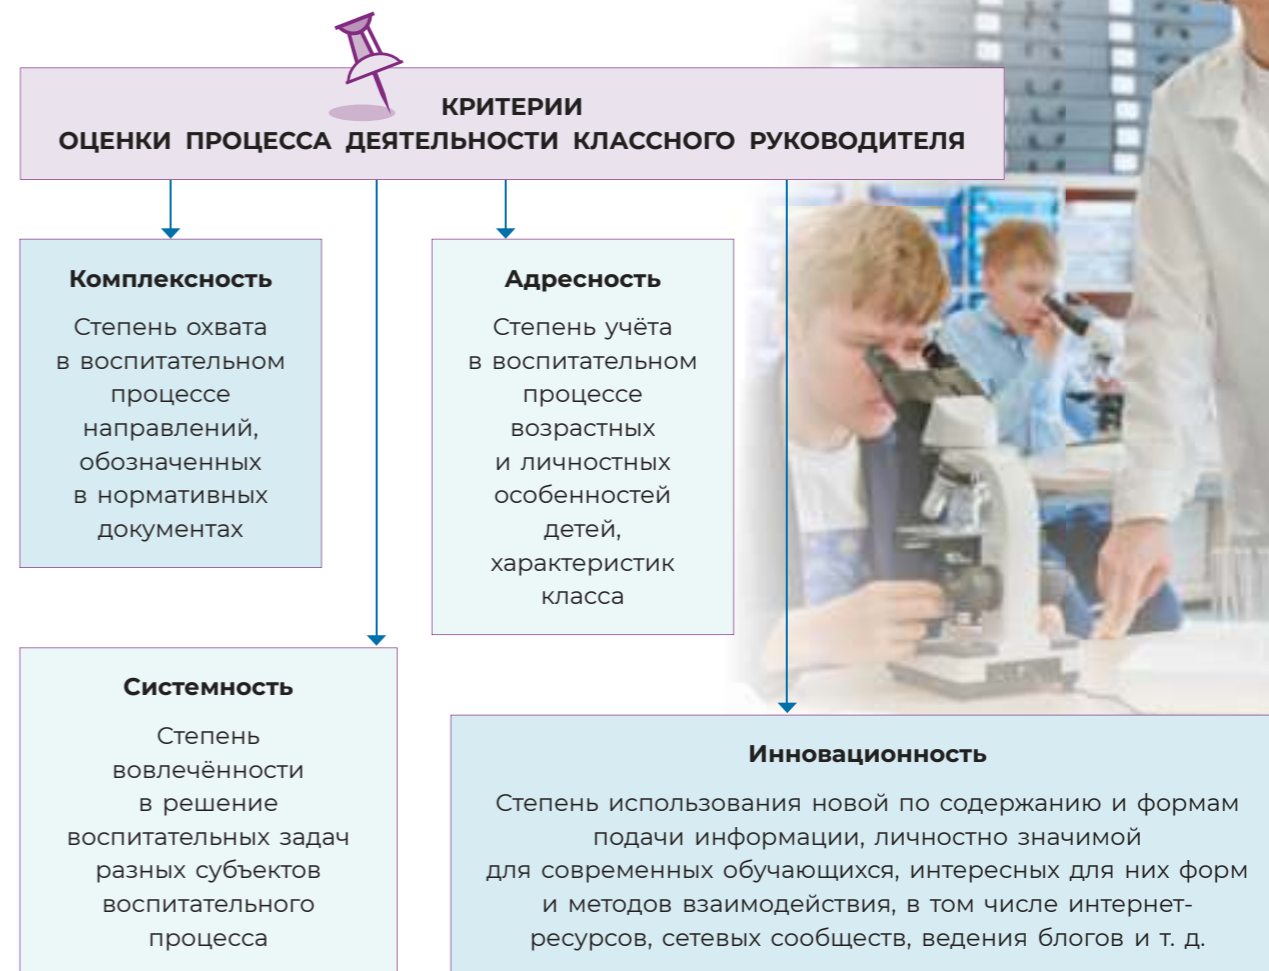 КРИТЕРИИ
ОЦЕНКИ ПРОЦЕССА ДЕЯТЕЛЬНОСТИ КЛАССНОГО РУКОВОДИТЕЛЯ
Комплексность
Степень охвата
в воспитательном
процессе
направлений,
обозначенных
в нормативных
документах
Адресность
Степень учёта
в воспитательном
процессе
возрастных
и личностных
особенностей
детей,
характеристик
класса
Системность
Степень
вовлечённости
в решение
воспитательных задач
разных субъектов
воспитательного
процесса
Инновационность
Степень использования новой по содержанию и формам
подачи информации, личностно значимой
для современных обучающихся, интересных для них форм
и методов взаимодействия, в том числе интернет-
ресурсов, сетевых сообществ, ведения блогов и т. д.